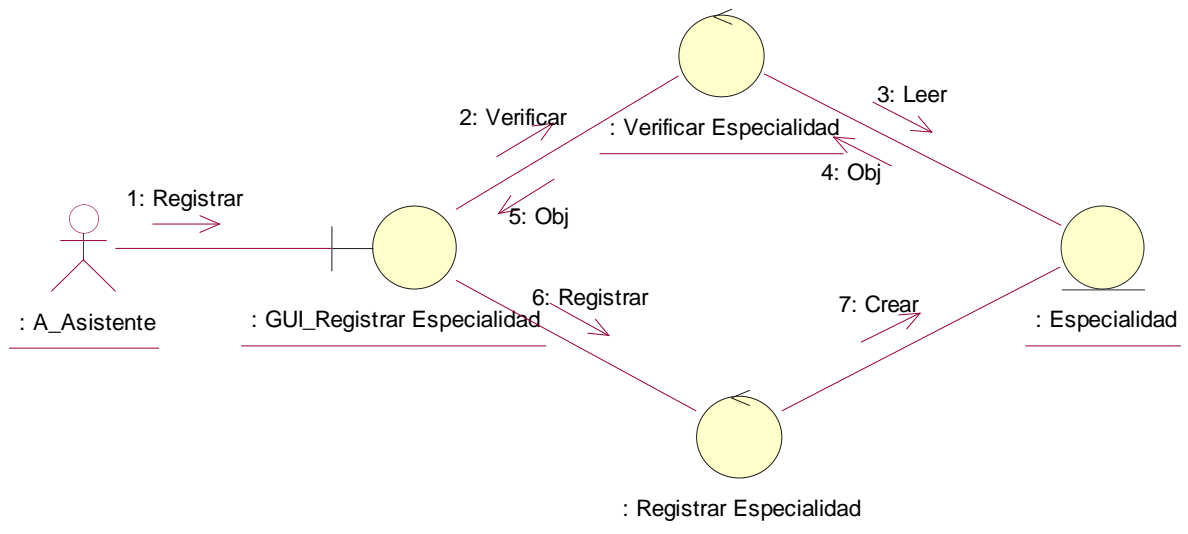 2: Verificar
: Verificar Especialidad
3: Leer
4: Obj
1: Registrar
5: Obj
: A_Asistente
: GUI_Registrar Especialidad
6: Registrar
7: Crear
: Especialidad
: Registrar Especialidad